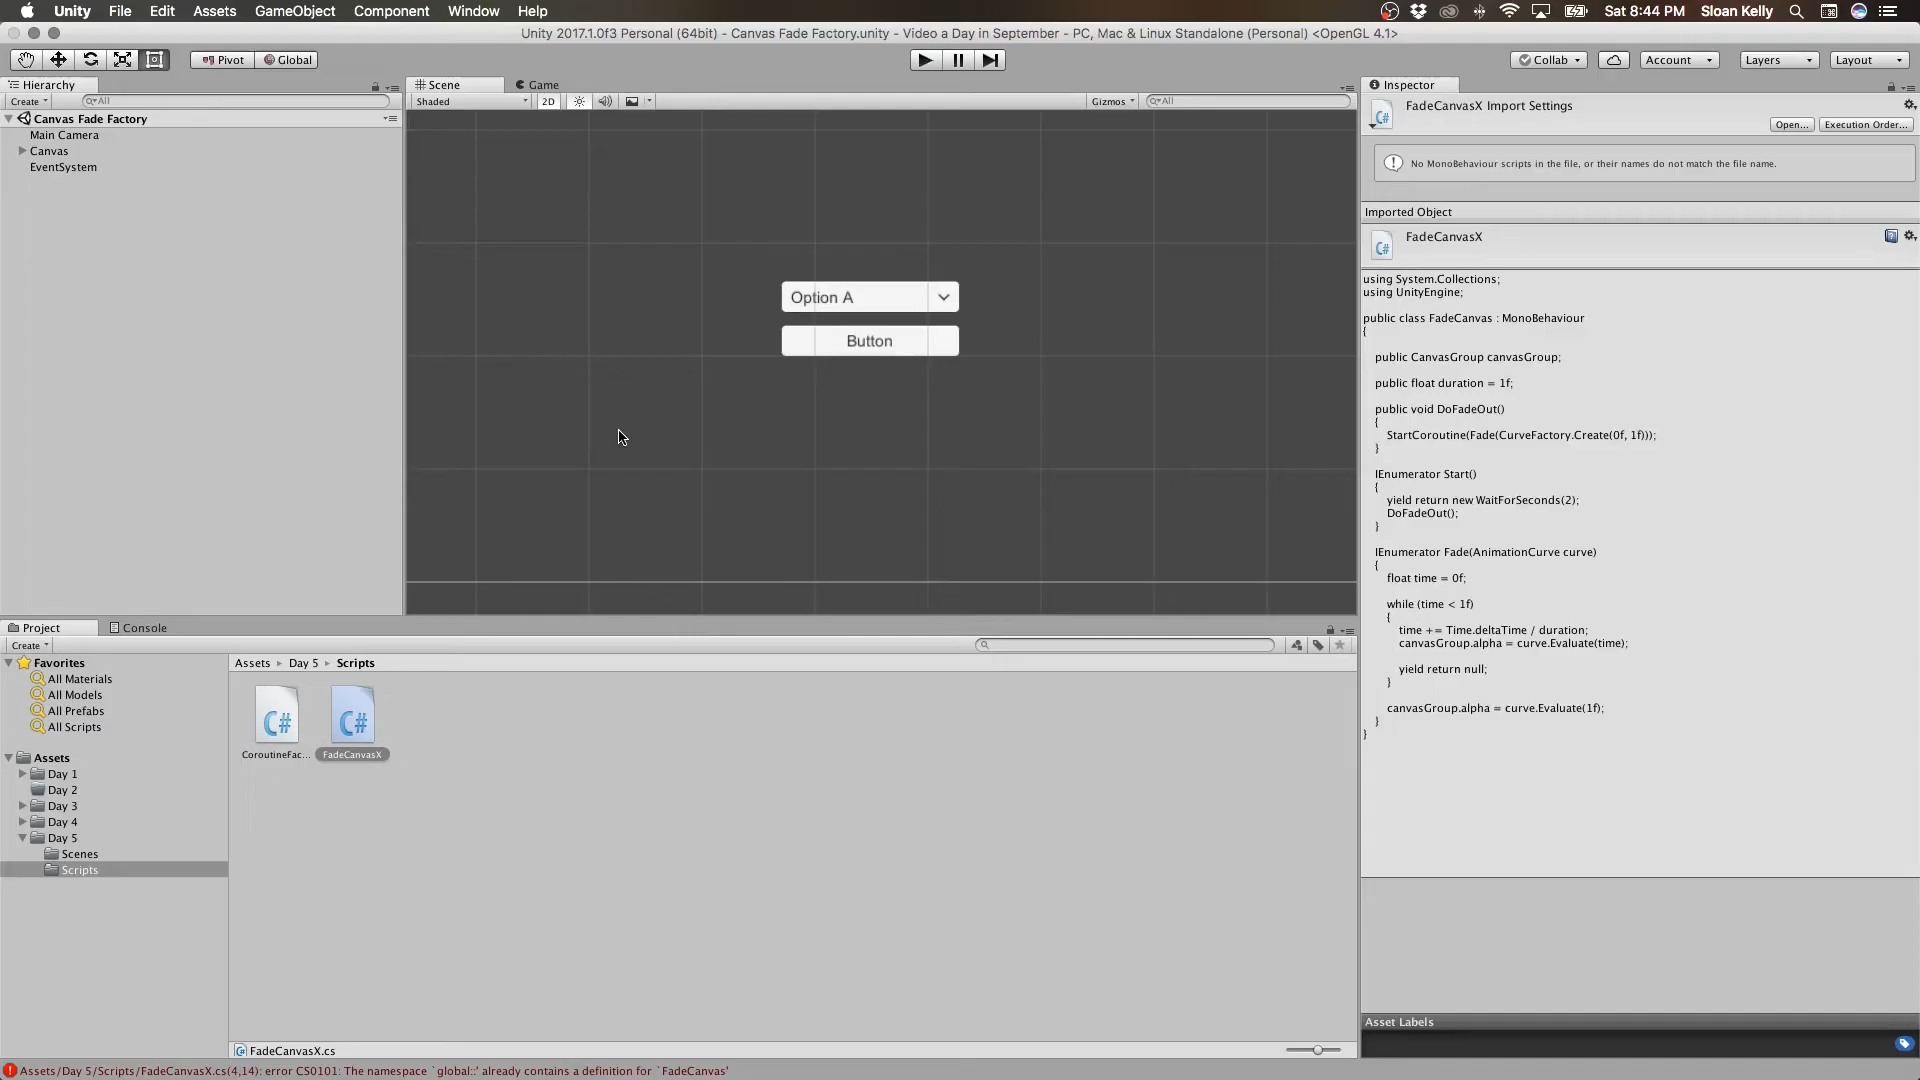 Unity File Edit Assets GameObject Component Window Help Sat 8:44 PM Sloan Kelly
Unity 2017.1.0f3 Personal (64bit) - Canvas Fade Factory.unity - Video a Day in September - PC, Mac & Linux Standalone (Personal) <OpenGL 4.1>
Pivot Global Collab Account Layers Layout
Hierarchy
Create All
Canvas Fade Factory
Main Camera
Canvas
EventSystem
Scene Game
Shaded 2D Gizmos All
Option A
Button
Inspector
FadeCanvasX Import Settings
Open... Execution Order...
No MonoBehaviour scripts in the file, or their names do not match the file name.
Imported Object
FadeCanvasX
using System.Collections;
using UnityEngine;
public class FadeCanvas : MonoBehaviour
{
public CanvasGroup canvasGroup;
public float duration = 1f;
public void DoFadeOut()
{
StartCoroutine(Fade(CurveFactory.Create(0f, 1f)));
}
IEnumerator Start()
{
yield return new WaitForSeconds(2);
DoFadeOut();
}
IEnumerator Fade(AnimationCurve curve)
{
float time = 0f;
while (time < 1f)
{
time += Time.deltaTime / duration;
canvasGroup.alpha = curve.Evaluate(time);
yield return null;
}
canvasGroup.alpha = curve.Evaluate(1f);
}
}
Asset Labels
Project Console
Create
Favorites
All Materials
All Models
All Prefabs
All Scripts
Assets
Day 1
Day 2
Day 3
Day 4
Day 5
Scenes
Scripts
Assets Day 5 Scripts
C# C#
CoroutineFac... FadeCanvasX
FadeCanvasX.cs
Assets/Day 5/Scripts/FadeCanvasX.cs(4,14): error CS0101: The namespace `global::' already contains a definition for `FadeCanvas'